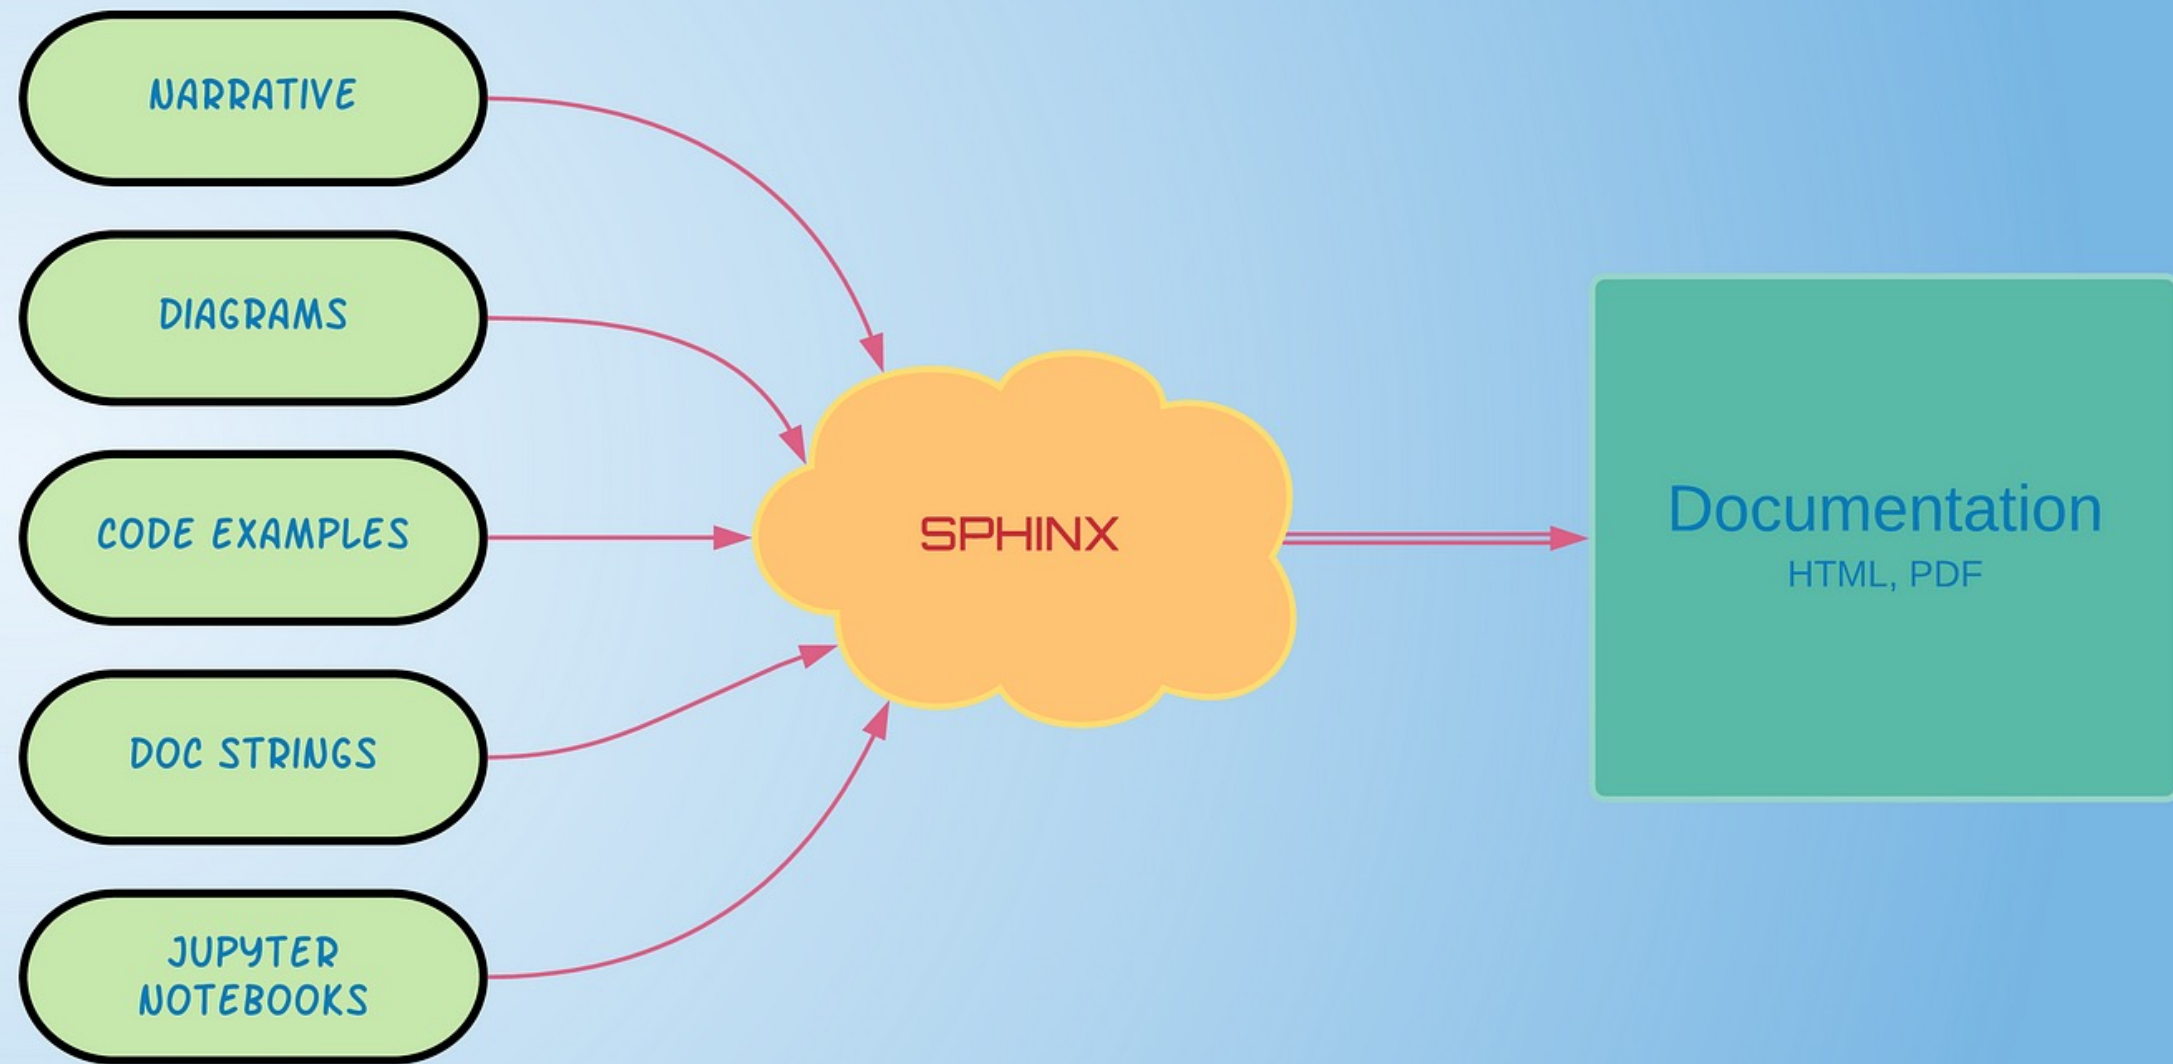 NARRATIVE
DIAGRAMS
CODE EXAMPLES
DOC STRINGS
JUPYTER
NOTEBOOKS
SPHINX
Documentation
HTML, PDF